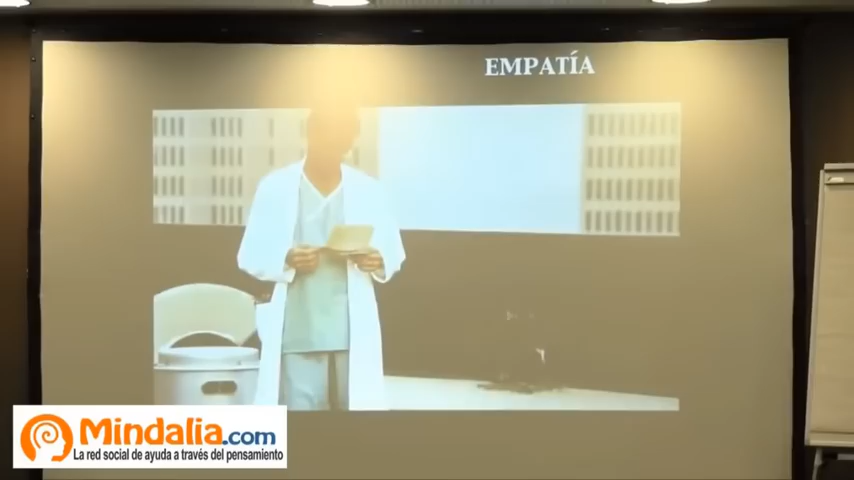 EMPATÍA
Mindalia.com
La red social de ayuda a través del pensamiento